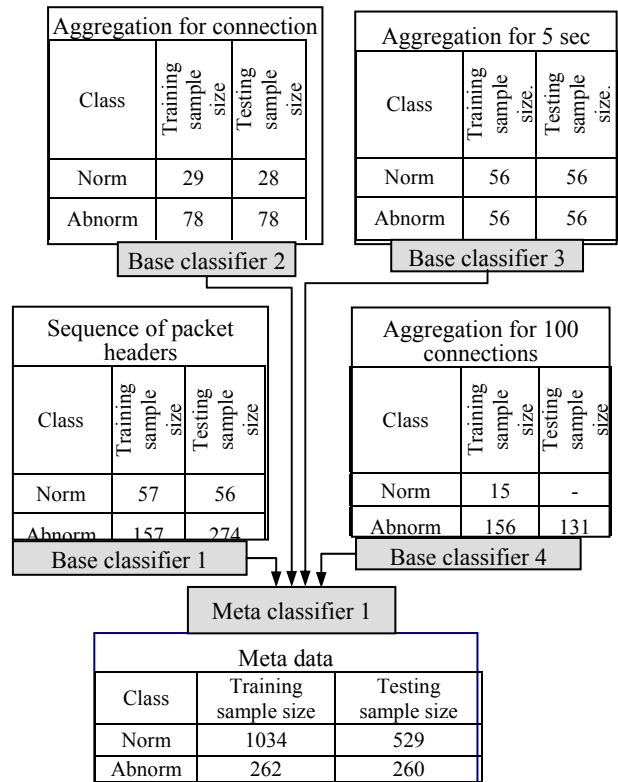 Aggregation for connection
Class Training sample size Testing sample size
Norm 29 28
Abnorm 78 78
Base classifier 2
Aggregation for 5 sec
Class Training sample size. Testing sample size.
Norm 56 56
Abnorm 56 56
Base classifier 3
Sequence of packet
headers
Class Training sample size Testing sample size
Norm 57 56
Abnorm 157 274
Base classifier 1
Aggregation for 100
connections
Class Training sample size Testing sample size
Norm 15 -
Abnorm 156 131
Base classifier 4
Meta classifier 1
Meta data
Class Training sample size Testing sample size
Norm 1034 529
Abnorm 262 260